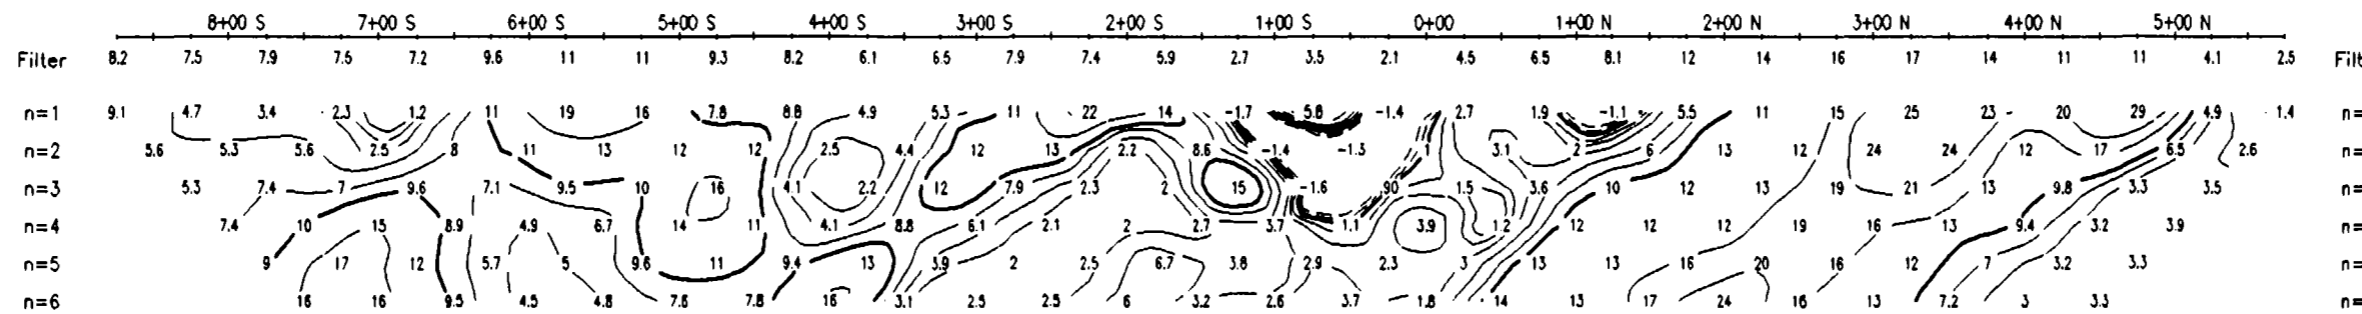 8+00 S 7+00 S 6+00 S 5+00 S 4+00 S 3+00 S 2+00 S 1+00 S 0+00 1+00 N 2+00 N 3+00 N 4+00 N 5+00 N
Filter 8.2 7.5 7.9 7.5 7.2 9.6 11 11 9.3 8.2 6.1 6.5 7.9 7.4 5.9 2.7 3.5 2.1 4.5 6.5 8.1 12 14 16 17 14 11 11 4.1 2.5 Filt
n=1 9.1 4.7 3.4 2.3 1.2 11 19 16 7.8 8.8 4.9 5.3 11 22 14 -1.7 5.8 -1.4 2.7 1.9 -1.1 5.5 11 15 25 23 20 29 4.9 1.4 n=
n=2 5.6 5.3 5.6 2.5 8 11 13 12 12 2.5 4.4 12 13 2.2 8.6 -1.4 -1.3 1 3.1 2 6 13 12 24 24 12 17 6.5 2.6 n=
n=3 5.3 7.4 7 9.6 7.1 9.5 10 16 4.1 2.2 12 7.9 2.3 2 15 -1.6 90 1.5 3.6 10 12 13 19 21 13 9.8 3.3 3.5 n=
n=4 7.4 10 15 8.9 4.9 6.7 14 11 4.1 8.8 6.1 2.1 2 2.7 3.7 1.1 3.9 1.2 12 12 12 19 16 13 9.4 3.2 3.9 n=
n=5 9 17 12 5.7 5 9.6 11 9.4 13 3.9 2 2.5 6.7 3.8 2.9 2.3 3 13 13 16 20 16 12 7 3.2 3.3 n=
n=6 16 16 9.5 4.5 4.8 7.6 7.8 16 3.1 2.5 2.5 6 3.2 2.6 3.7 1.8 14 13 17 24 16 13 7.2 3 3.3 n=